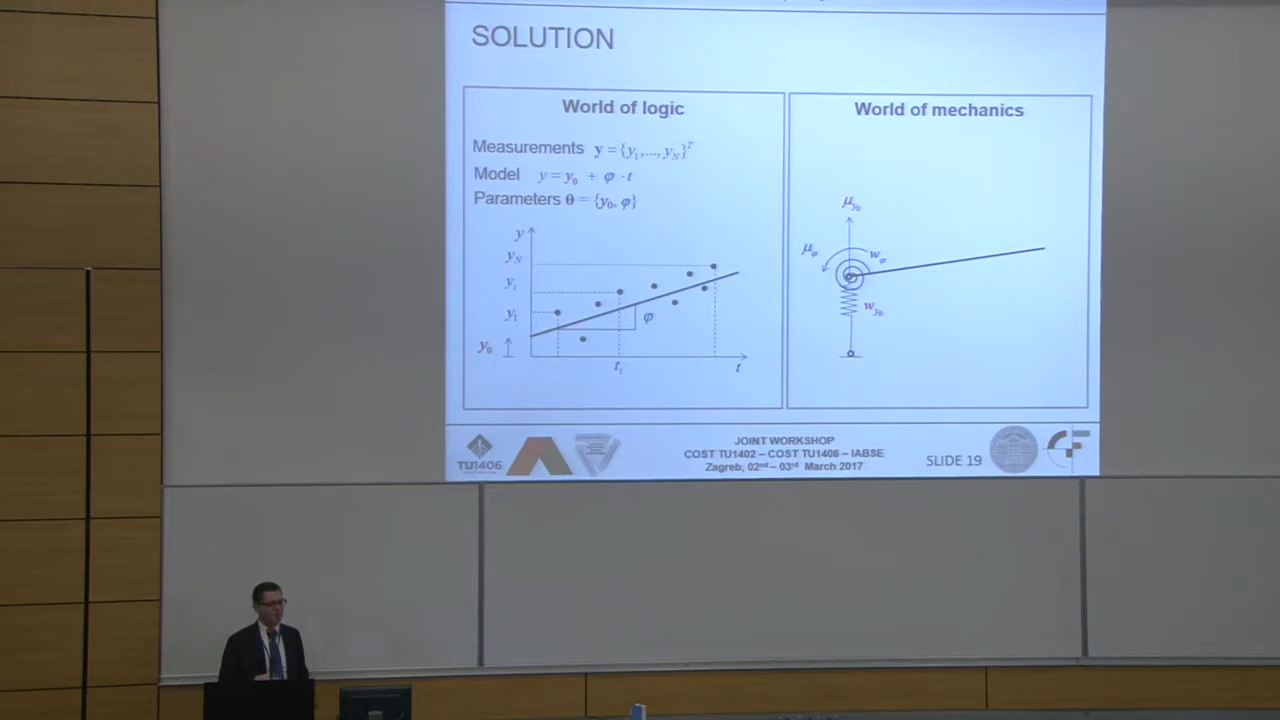 SOLUTION
World of logic
Measurements y = {y₁,..., y_N}ᵀ
Model y = y₀ + φ · t
Parameters θ = {y₀, φ}
y
y_N
y_i
y₁
y₀
φ
t_i
t
World of mechanics
μ_y₀
μ_φ
w_φ
w_y₀
TU1406
JOINT WORKSHOP
COST TU1402 – COST TU1406 – IABSE
Zagreb, 02ⁿᵈ – 03ʳᵈ March 2017
SLIDE 19